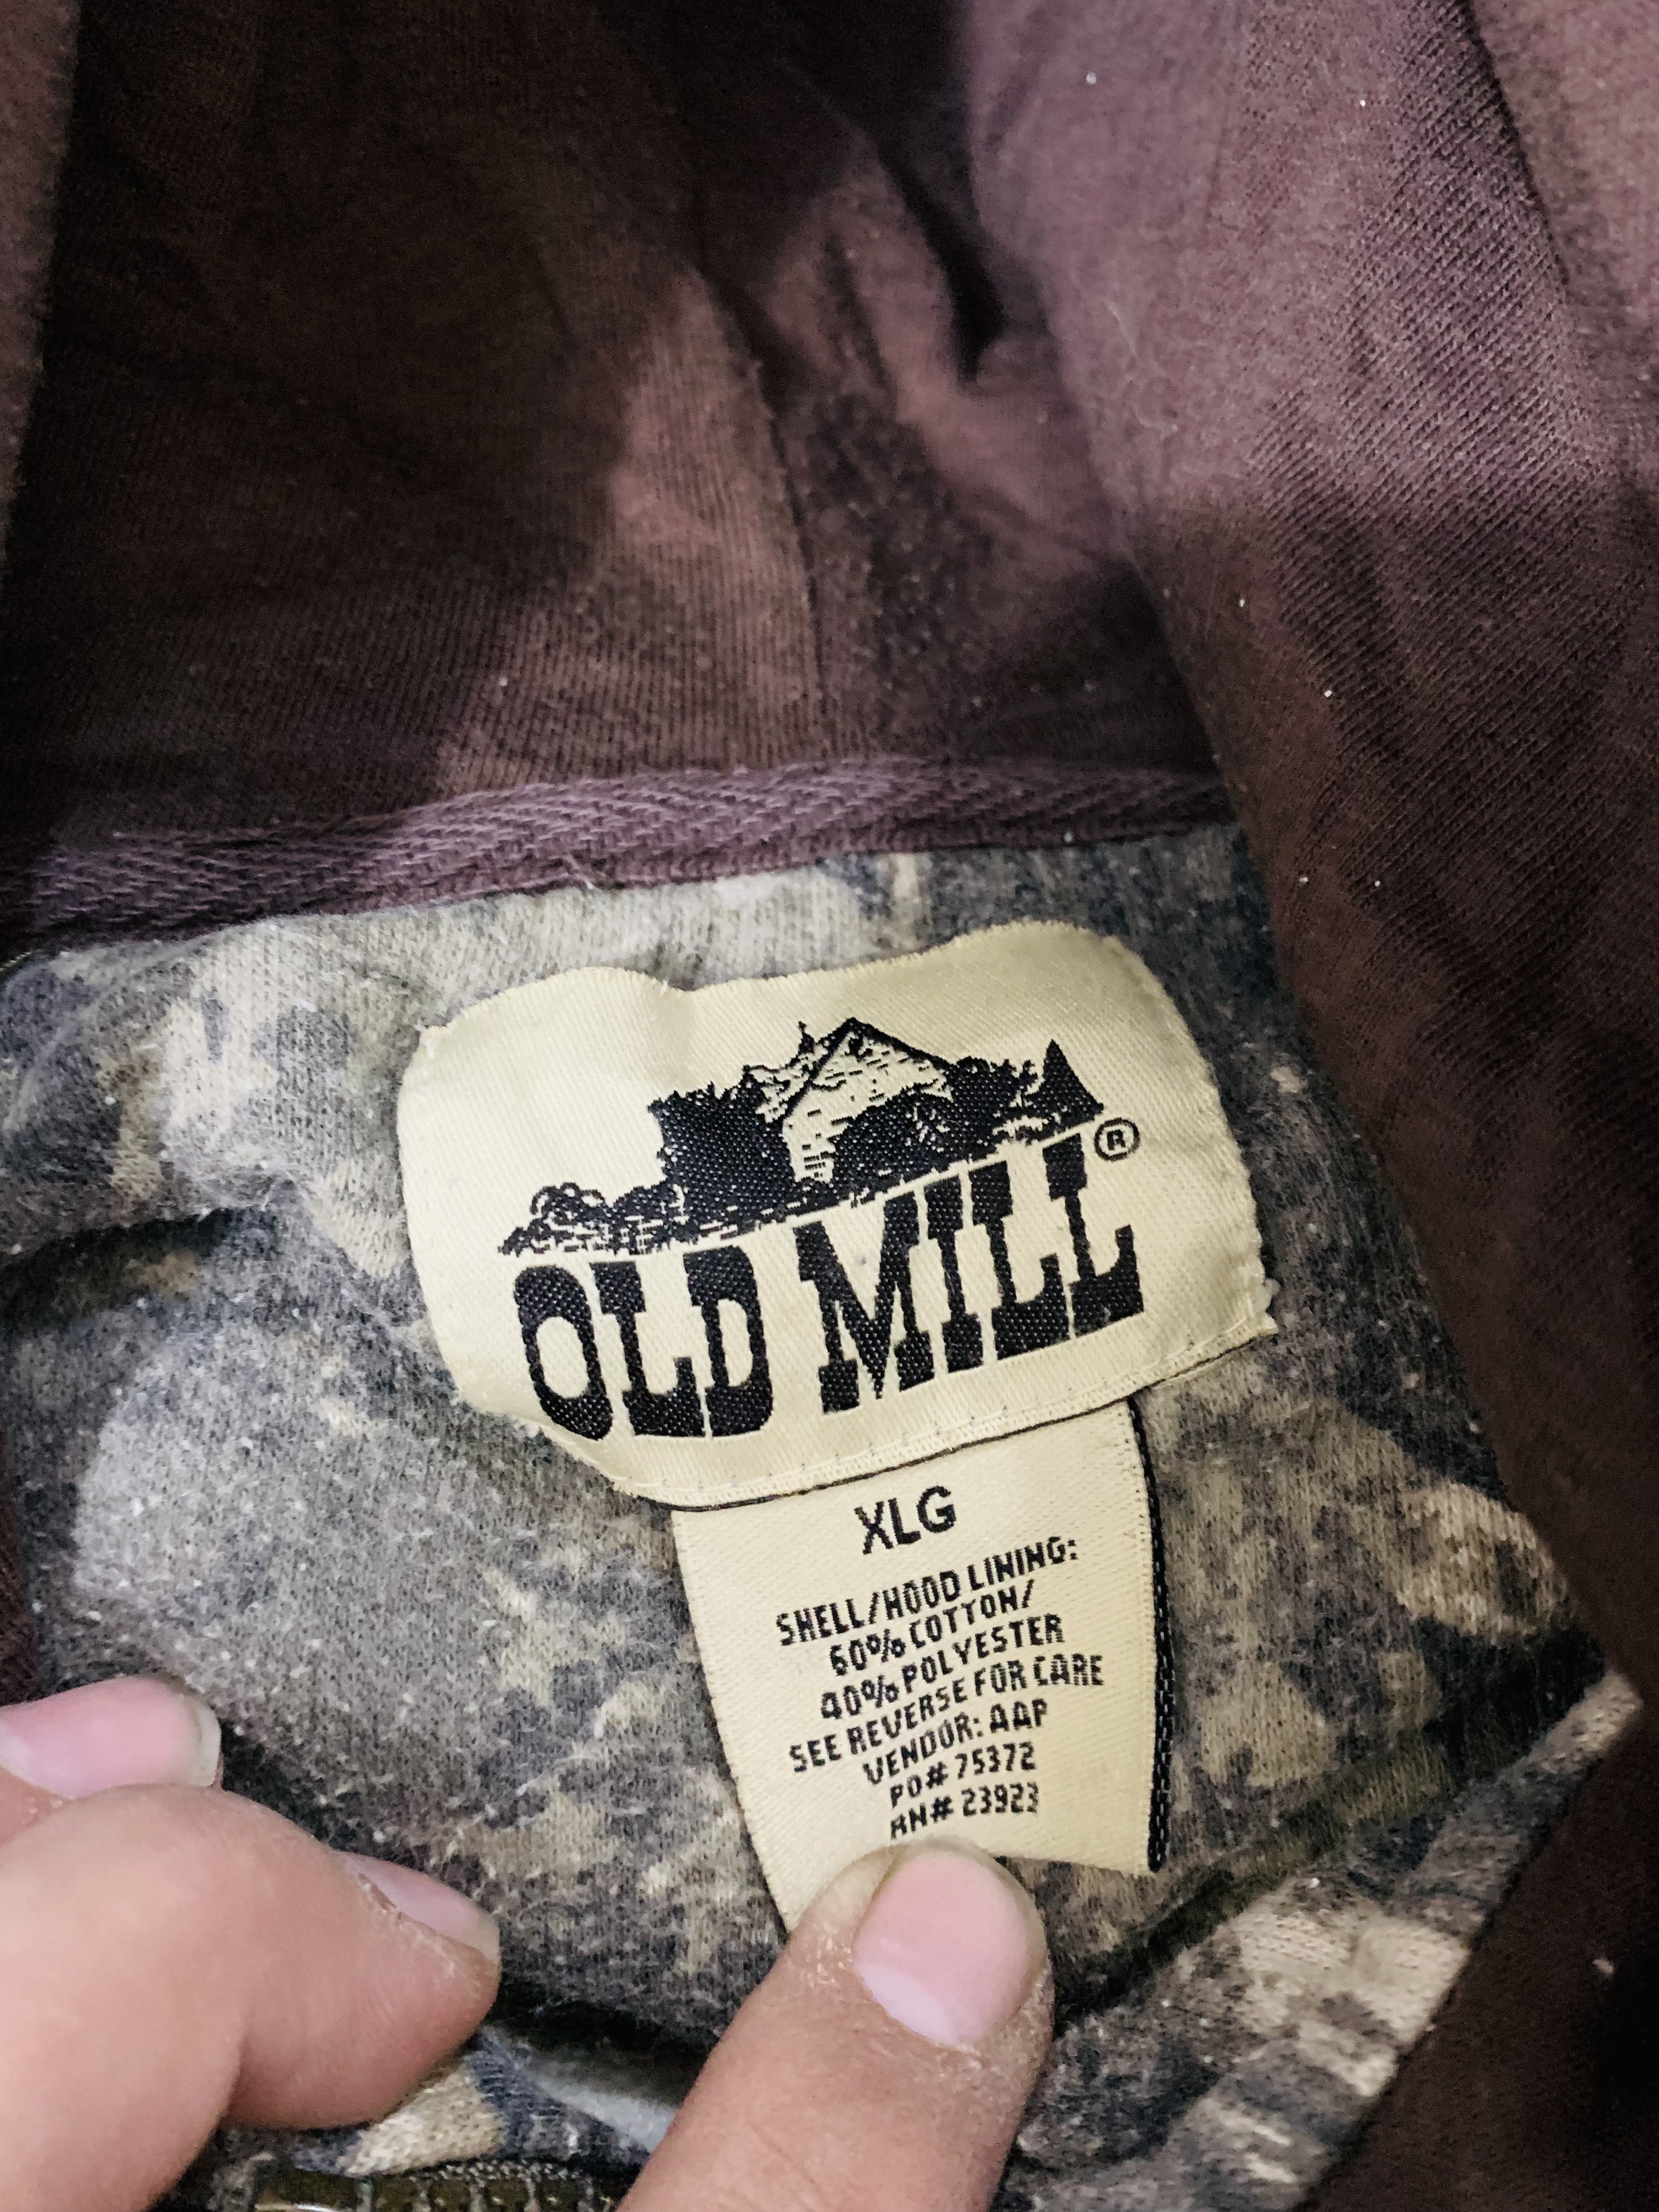 OLD MILL®
XLG
SHELL/HOOD LINING:
60% COTTON/
40% POLYESTER
SEE REVERSE FOR CARE
VENDOR: AAP
PO# 75372
RN# 23923